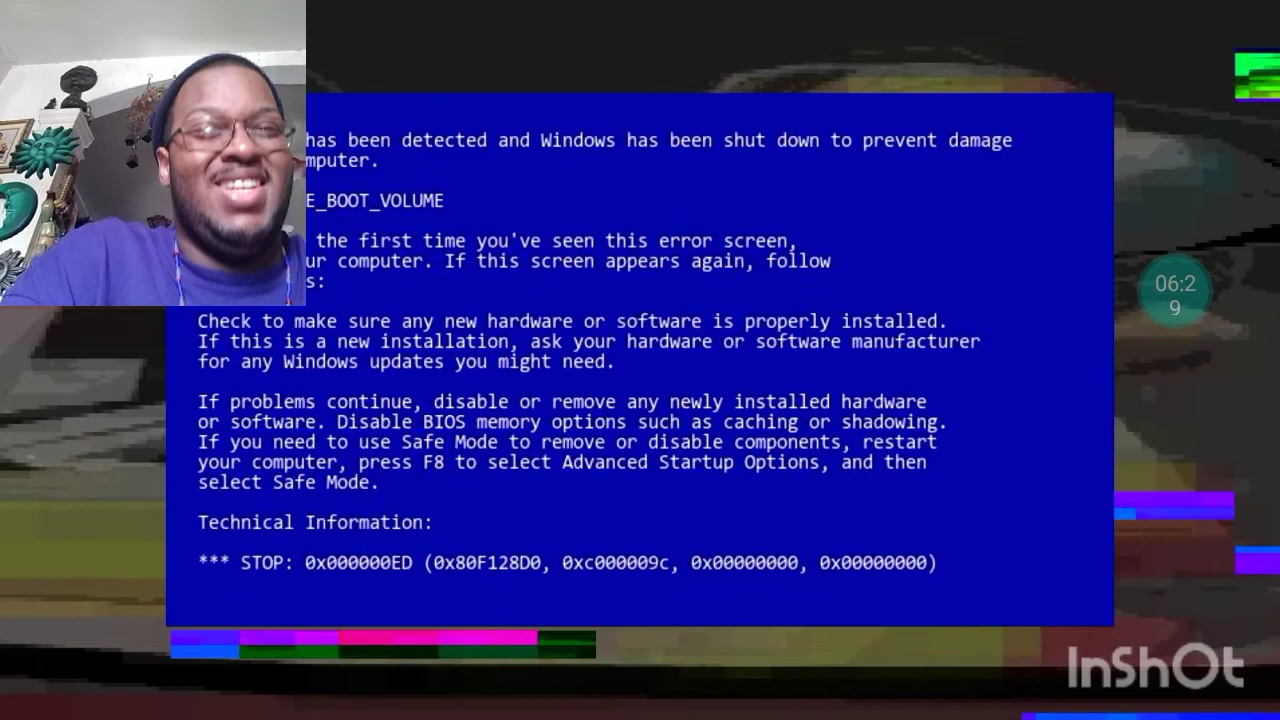 has been detected and Windows has been shut down to prevent damage
mputer.
E_BOOT_VOLUME
the first time you've seen this error screen,
ur computer. If this screen appears again, follow
s:
Check to make sure any new hardware or software is properly installed.
If this is a new installation, ask your hardware or software manufacturer
for any Windows updates you might need.
If problems continue, disable or remove any newly installed hardware
or software. Disable BIOS memory options such as caching or shadowing.
If you need to use Safe Mode to remove or disable components, restart
your computer, press F8 to select Advanced Startup Options, and then
select Safe Mode.
Technical Information:
*** STOP: 0x000000ED (0x80F128D0, 0xc000009c, 0x00000000, 0x00000000)
06:2
9
InShOt